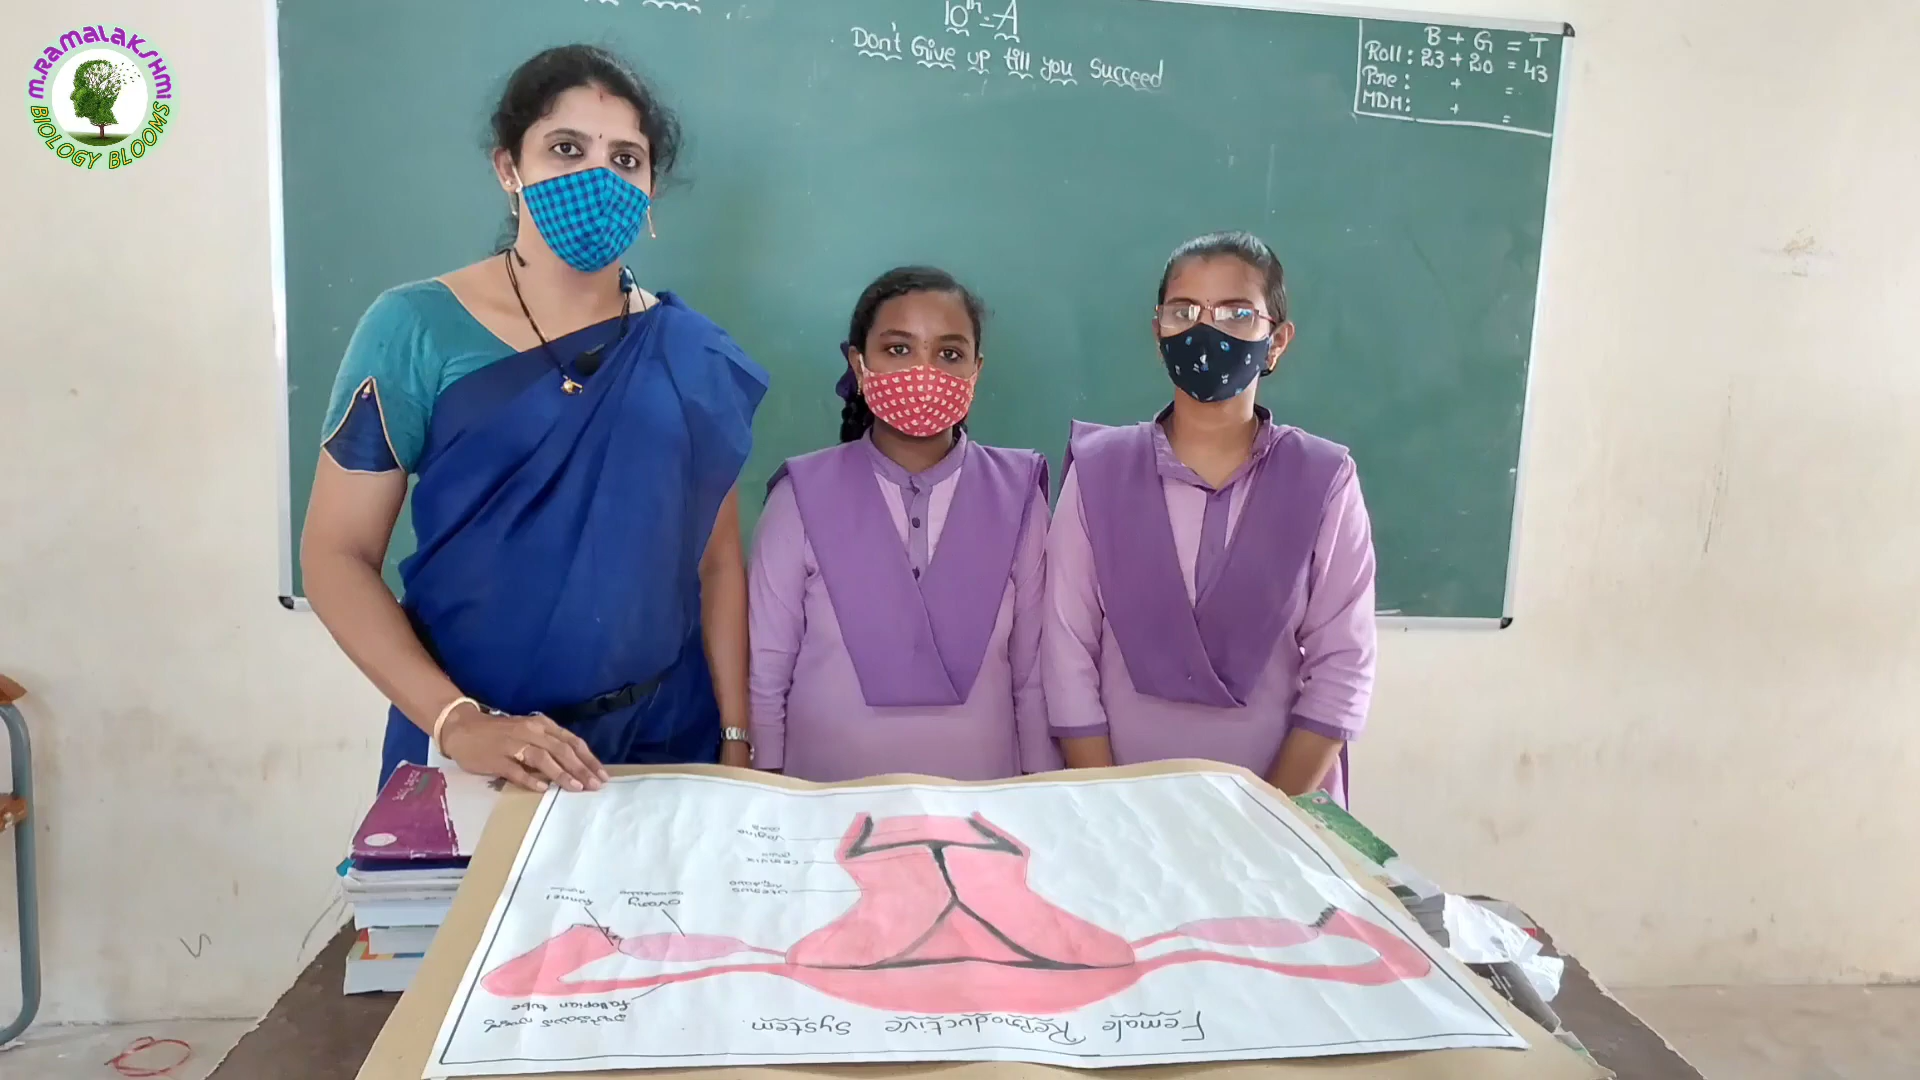 M.RAMALAKSHMI
BIOLOGY BLOOMS
10th - A
Don't Give up till you Succeed
B + G = T
Roll: 23 + 20 = 43
Pre: + =
MDM: + =
Vagina
cervix
uterus
ovary
funnel
fallopian tube
Female Reproductive System